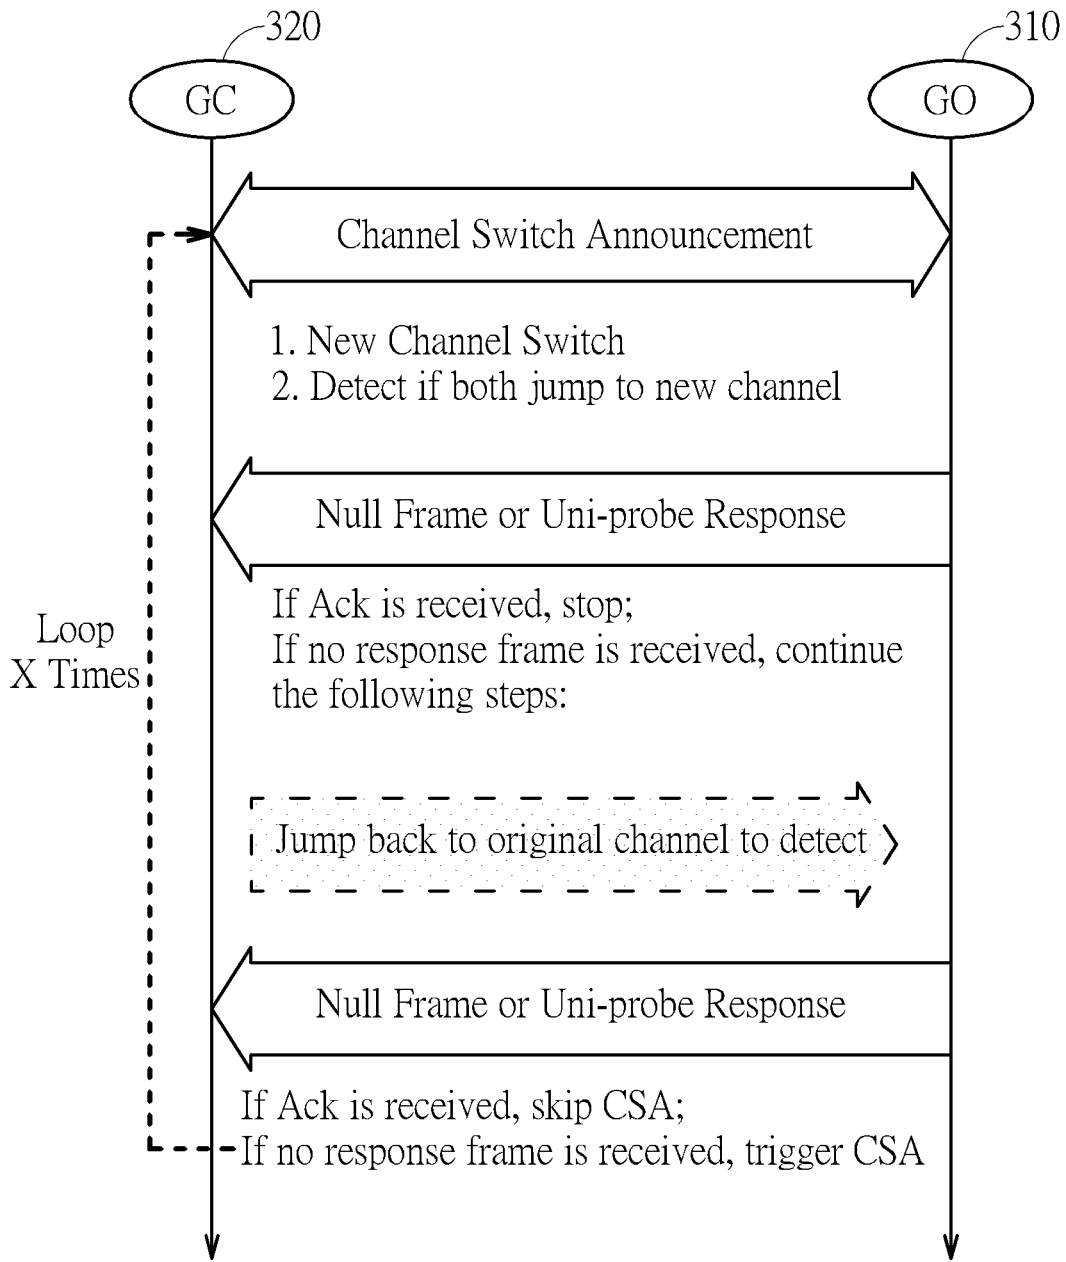 320
310
GC
GO
Channel Switch Announcement
1. New Channel Switch
2. Detect if both jump to new channel
Null Frame or Uni-probe Response
If Ack is received, stop;
If no response frame is received, continue
the following steps:
Loop
X Times
Jump back to original channel to detect
Null Frame or Uni-probe Response
If Ack is received, skip CSA;
If no response frame is received, trigger CSA